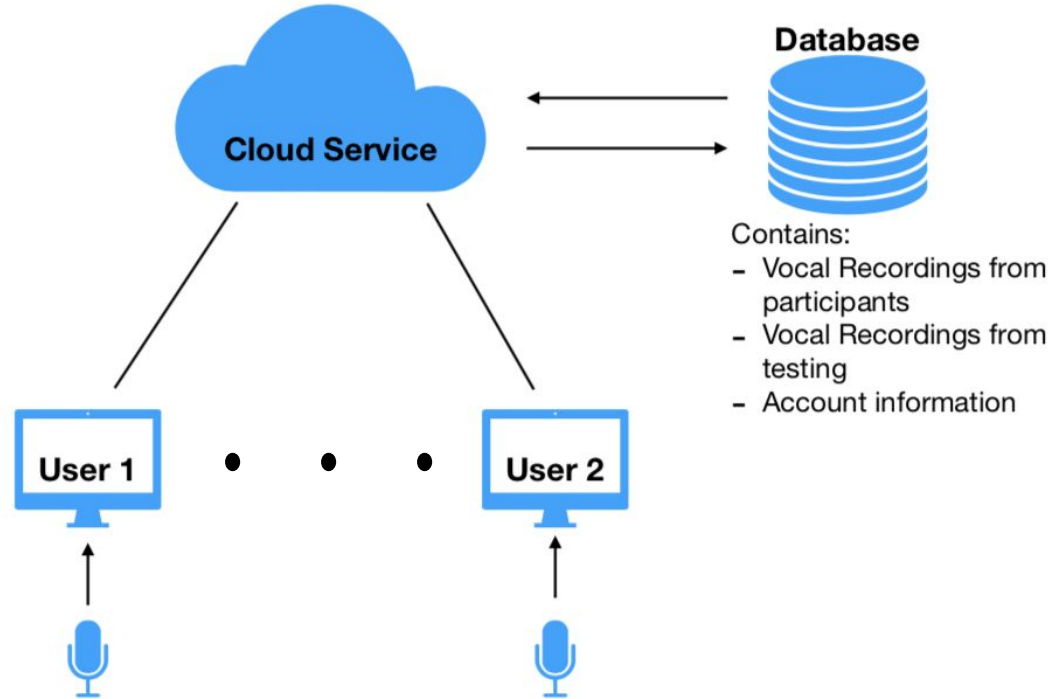 Database
Cloud Service
Contains:
- Vocal Recordings from
participants
- Vocal Recordings from
testing
- Account information
User 1
User 2